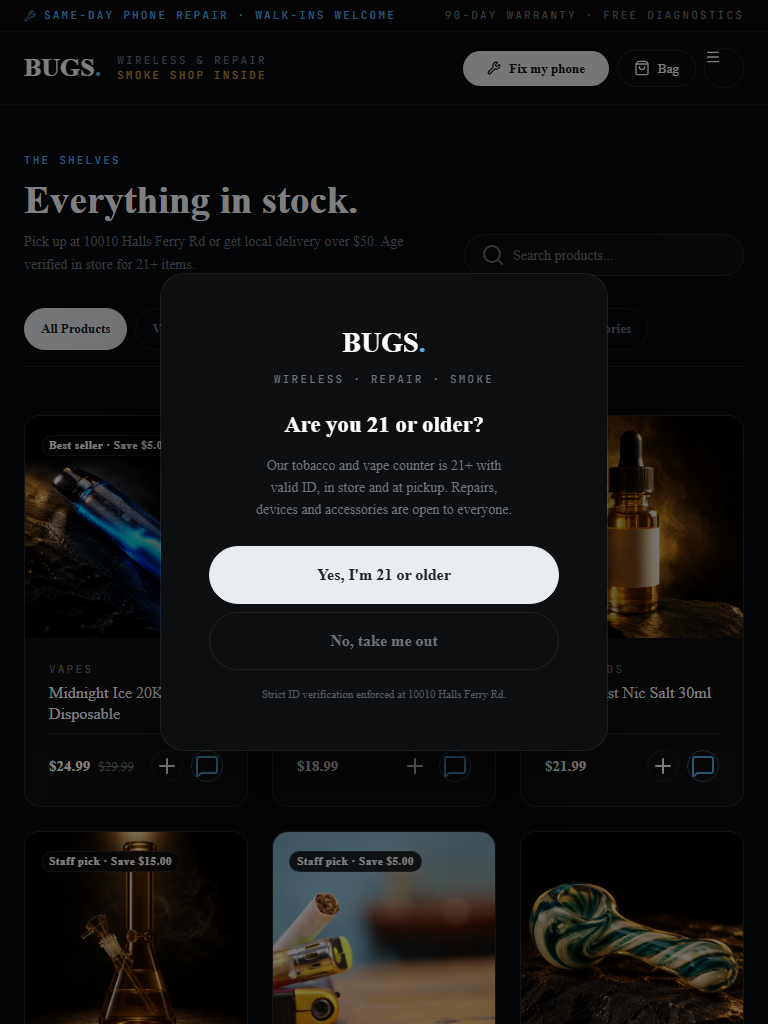 SAME-DAY PHONE REPAIR · WALK-INS WELCOME
90-DAY WARRANTY · FREE DIAGNOSTICS
BUGS.
WIRELESS & REPAIR
SMOKE SHOP INSIDE
Fix my phone
Bag
THE SHELVES
Everything in stock.
Pick up at 10010 Halls Ferry Rd or get local delivery over $50. Age
verified in store for 21+ items.
Search products...
All Products
BUGS.
WIRELESS · REPAIR · SMOKE
Are you 21 or older?
Our tobacco and vape counter is 21+ with
valid ID, in store and at pickup. Repairs,
devices and accessories are open to everyone.
Yes, I'm 21 or older
No, take me out
Strict ID verification enforced at 10010 Halls Ferry Rd.
Best seller · Save $5.0
VAPES
Midnight Ice 20K
Disposable
$24.99 $29.99
$18.99
Nic Salt 30ml
$21.99
Staff pick · Save $15.00
Staff pick · Save $5.00